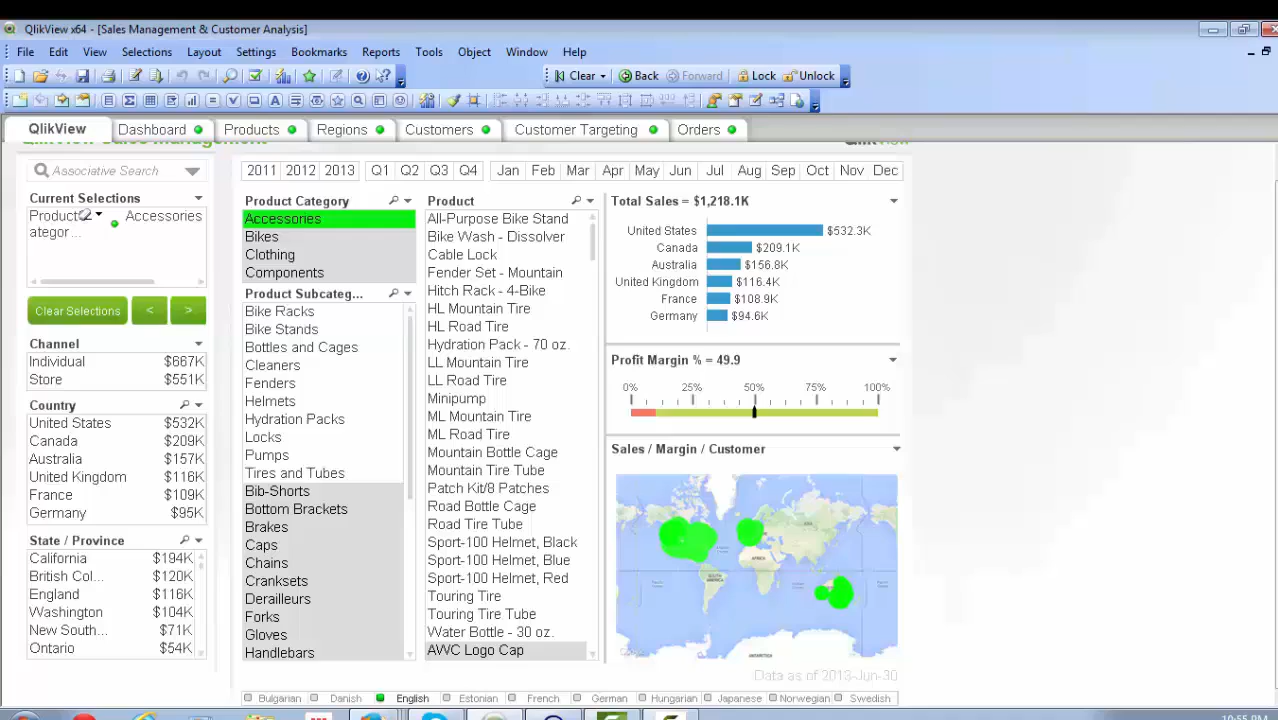 QlikView x64 - [Sales Management & Customer Analysis]
File Edit View Selections Layout Settings Bookmarks Reports Tools Object Window Help
Clear Back Forward Lock Unlock
QlikView Dashboard Products Regions Customers Customer Targeting Orders
QlikView Sales Management
Associative Search
2011 2012 2013 Q1 Q2 Q3 Q4 Jan Feb Mar Apr May Jun Jul Aug Sep Oct Nov Dec
Current Selections
Product Accessories
ategor...
Clear Selections < >
Channel
Individual $667K
Store $551K
Country
United States $532K
Canada $209K
Australia $157K
United Kingdom $116K
France $109K
Germany $95K
State / Province
California $194K
British Col... $120K
England $116K
Washington $104K
New South... $71K
Ontario $54K
Product Category
Accessories
Bikes
Clothing
Components
Product Subcateg...
Bike Racks
Bike Stands
Bottles and Cages
Cleaners
Fenders
Helmets
Hydration Packs
Locks
Pumps
Tires and Tubes
Bib-Shorts
Bottom Brackets
Brakes
Caps
Chains
Cranksets
Derailleurs
Forks
Gloves
Handlebars
Product
All-Purpose Bike Stand
Bike Wash - Dissolver
Cable Lock
Fender Set - Mountain
Hitch Rack - 4-Bike
HL Mountain Tire
HL Road Tire
Hydration Pack - 70 oz.
LL Mountain Tire
LL Road Tire
Minipump
ML Mountain Tire
ML Road Tire
Mountain Bottle Cage
Mountain Tire Tube
Patch Kit/8 Patches
Road Bottle Cage
Road Tire Tube
Sport-100 Helmet, Black
Sport-100 Helmet, Blue
Sport-100 Helmet, Red
Touring Tire
Touring Tire Tube
Water Bottle - 30 oz.
AWC Logo Cap
Total Sales = $1,218.1K
United States $532.3K
Canada $209.1K
Australia $156.8K
United Kingdom $116.4K
France $108.9K
Germany $94.6K
Profit Margin % = 49.9
0% 25% 50% 75% 100%
Sales / Margin / Customer
Data as of 2013-Jun-30
Bulgarian Danish English Estonian French German Hungarian Japanese Norwegian Swedish
10:55 PM